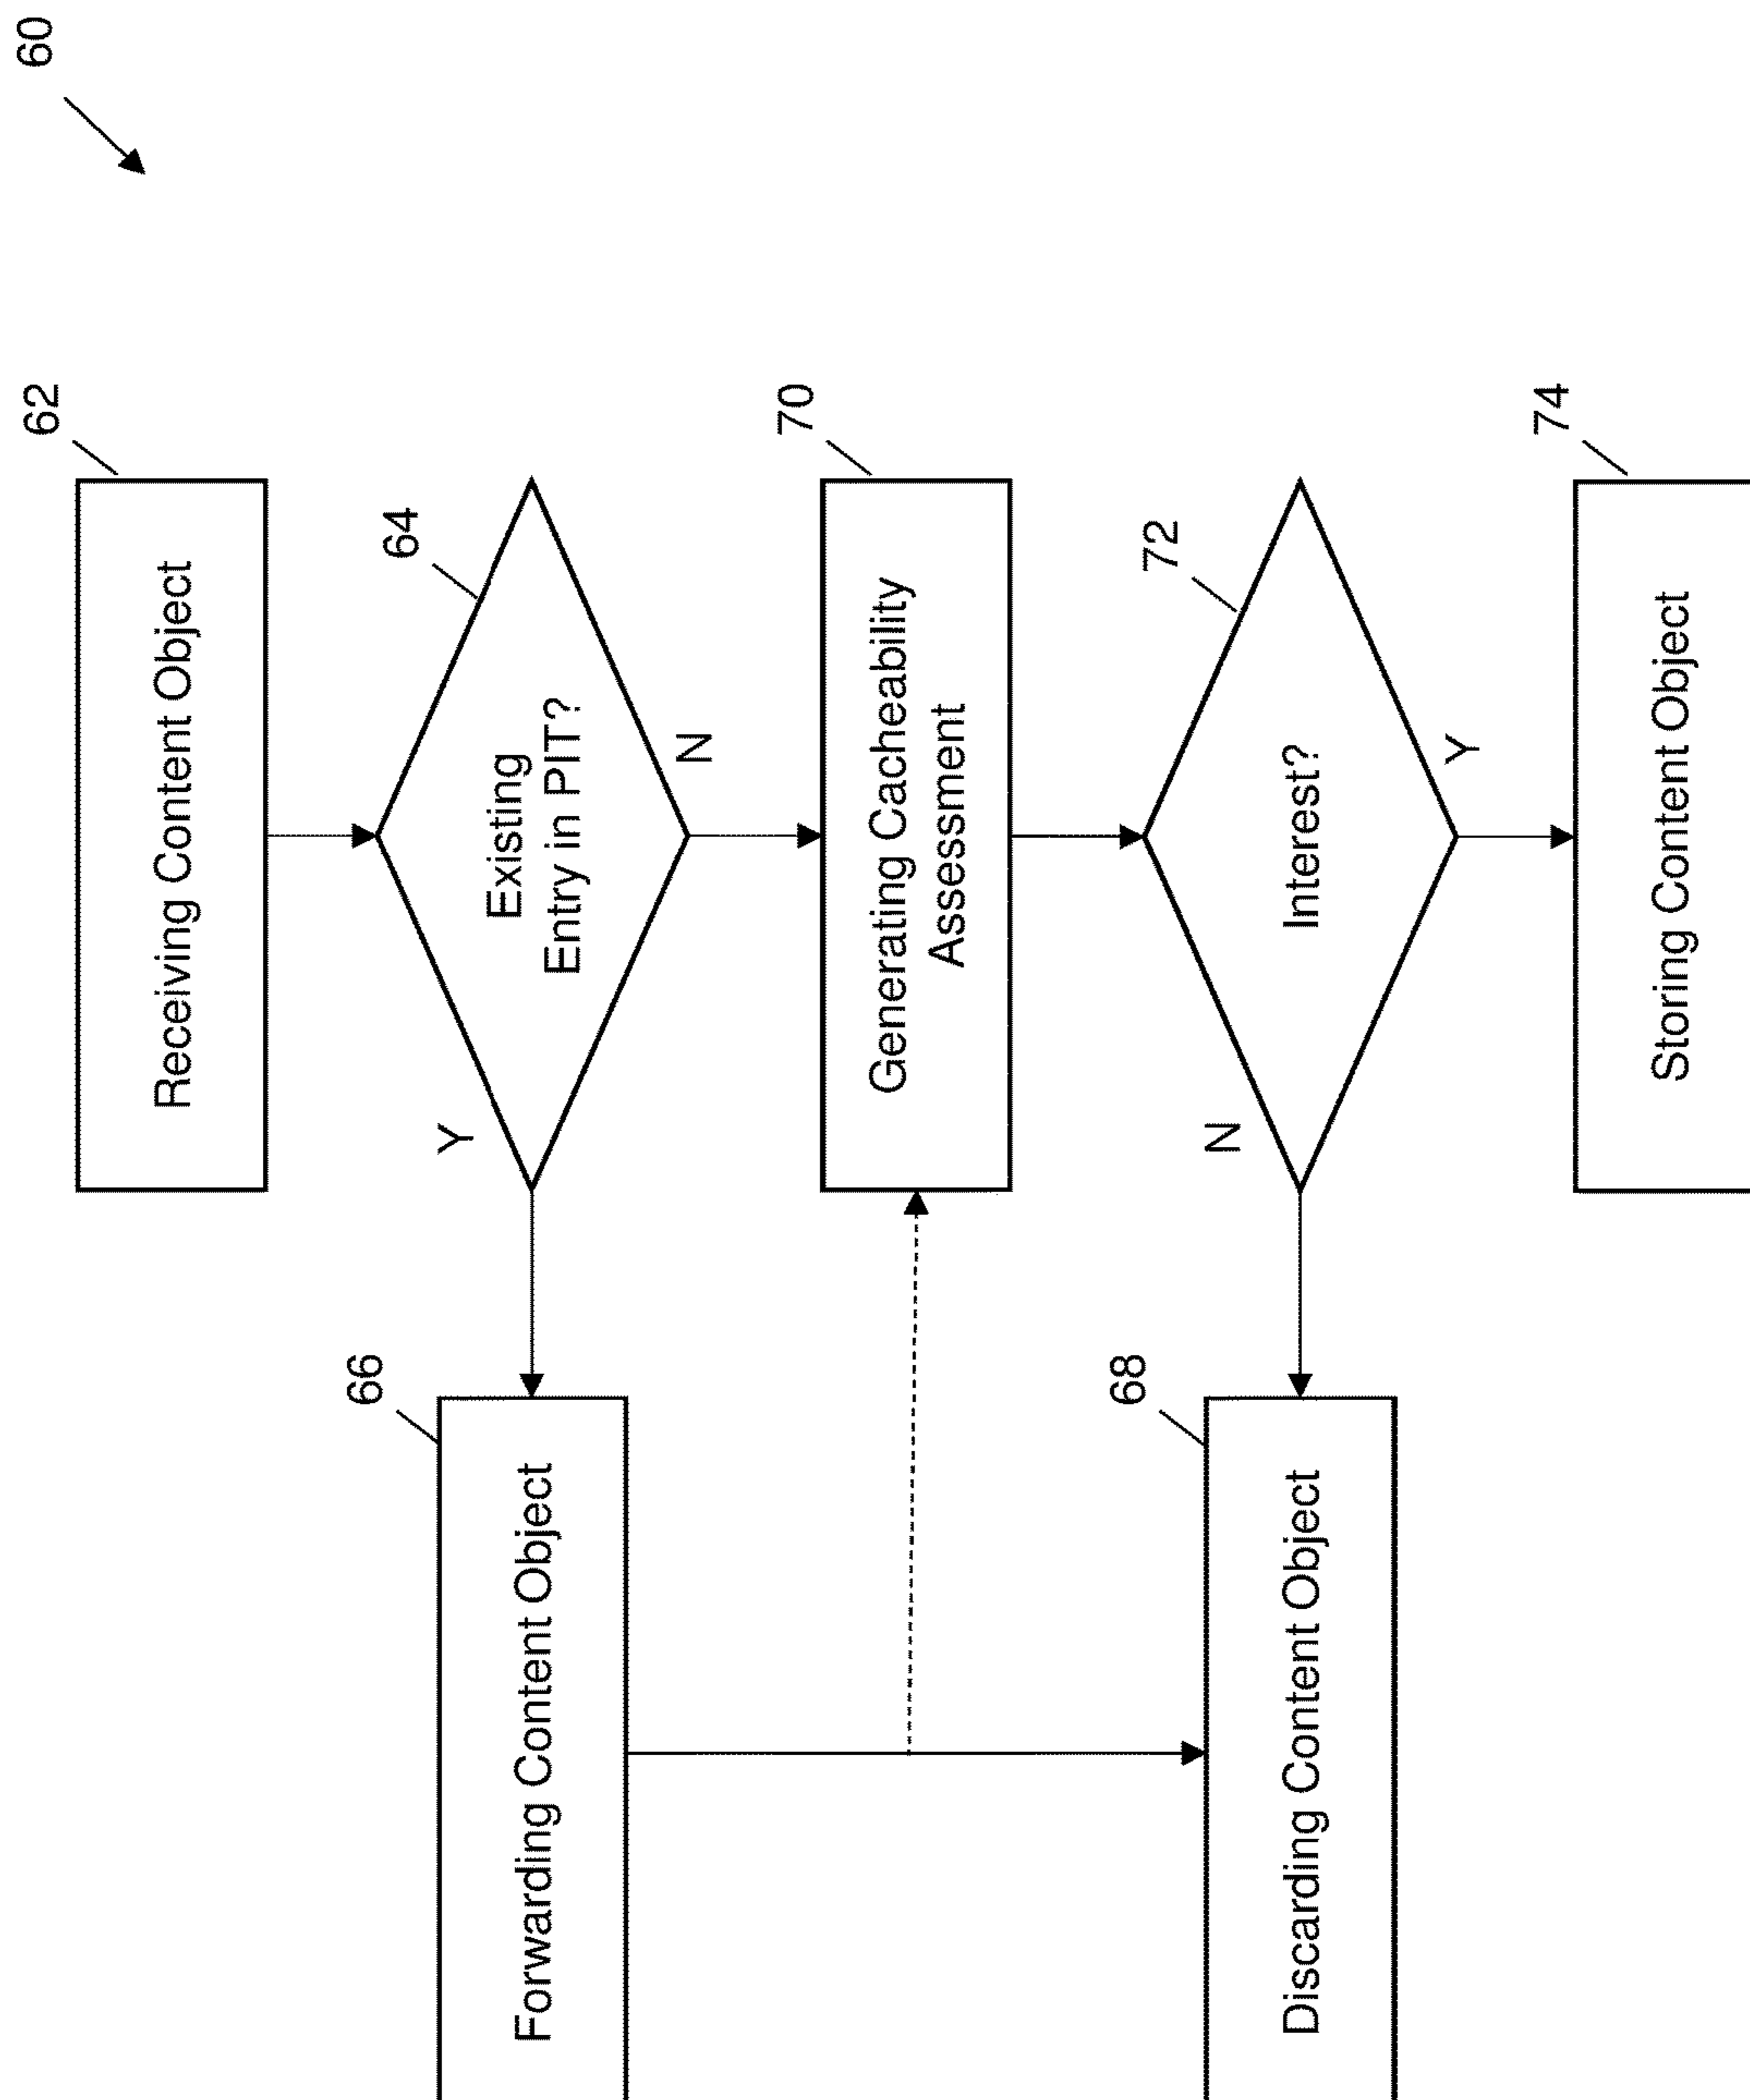 60
62
Receiving Content Object
64
Existing
Entry in PIT?
Y
N
66
Forwarding Content Object
70
Generating Cacheability
Assessment
72
Interest?
N
Y
68
Discarding Content Object
74
Storing Content Object